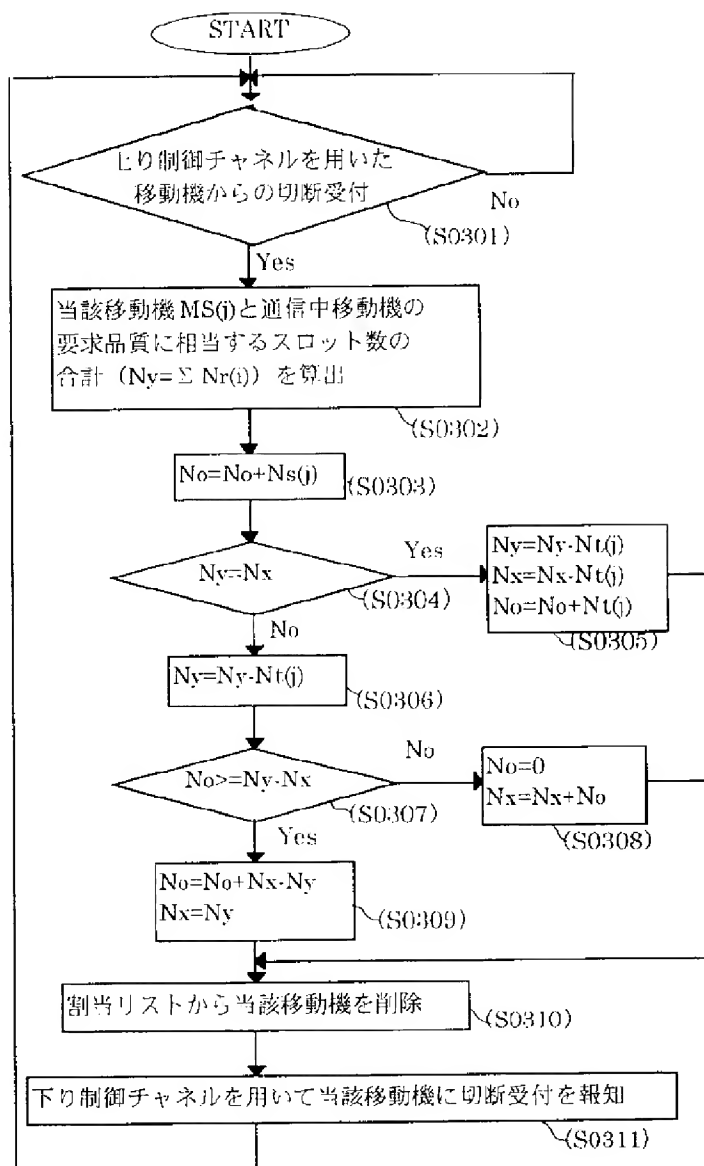 START
上り制御チャネルを用いた
移動機からの切断受付
No
(S0301)
Yes
当該移動機 MS(j)と通信中移動機の
要求品質に相当するスロット数の
合計（Ny=Σ Nr(i)）を算出
(S0302)
No=No+Ns(j)
(S0303)
Ny=Nx
Yes
(S0304)
Ny=Ny-Nt(j)
Nx=Nx-Nt(j)
No=No+Nt(j)
(S0305)
No
Ny=Ny-Nt(j)
(S0306)
No>=Ny-Nx
No
(S0307)
No=0
Nx=Nx+No
(S0308)
Yes
No=No+Nx-Ny
Nx=Ny
(S0309)
割当リストから当該移動機を削除
(S0310)
下り制御チャネルを用いて当該移動機に切断受付を報知
(S0311)